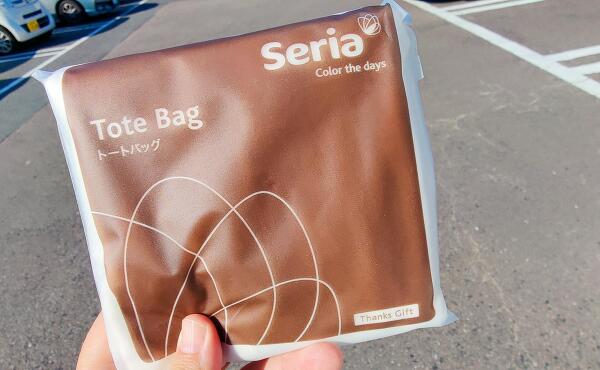 Seria
Color the days
Tote Bag
トートバッグ
Thanks Gift